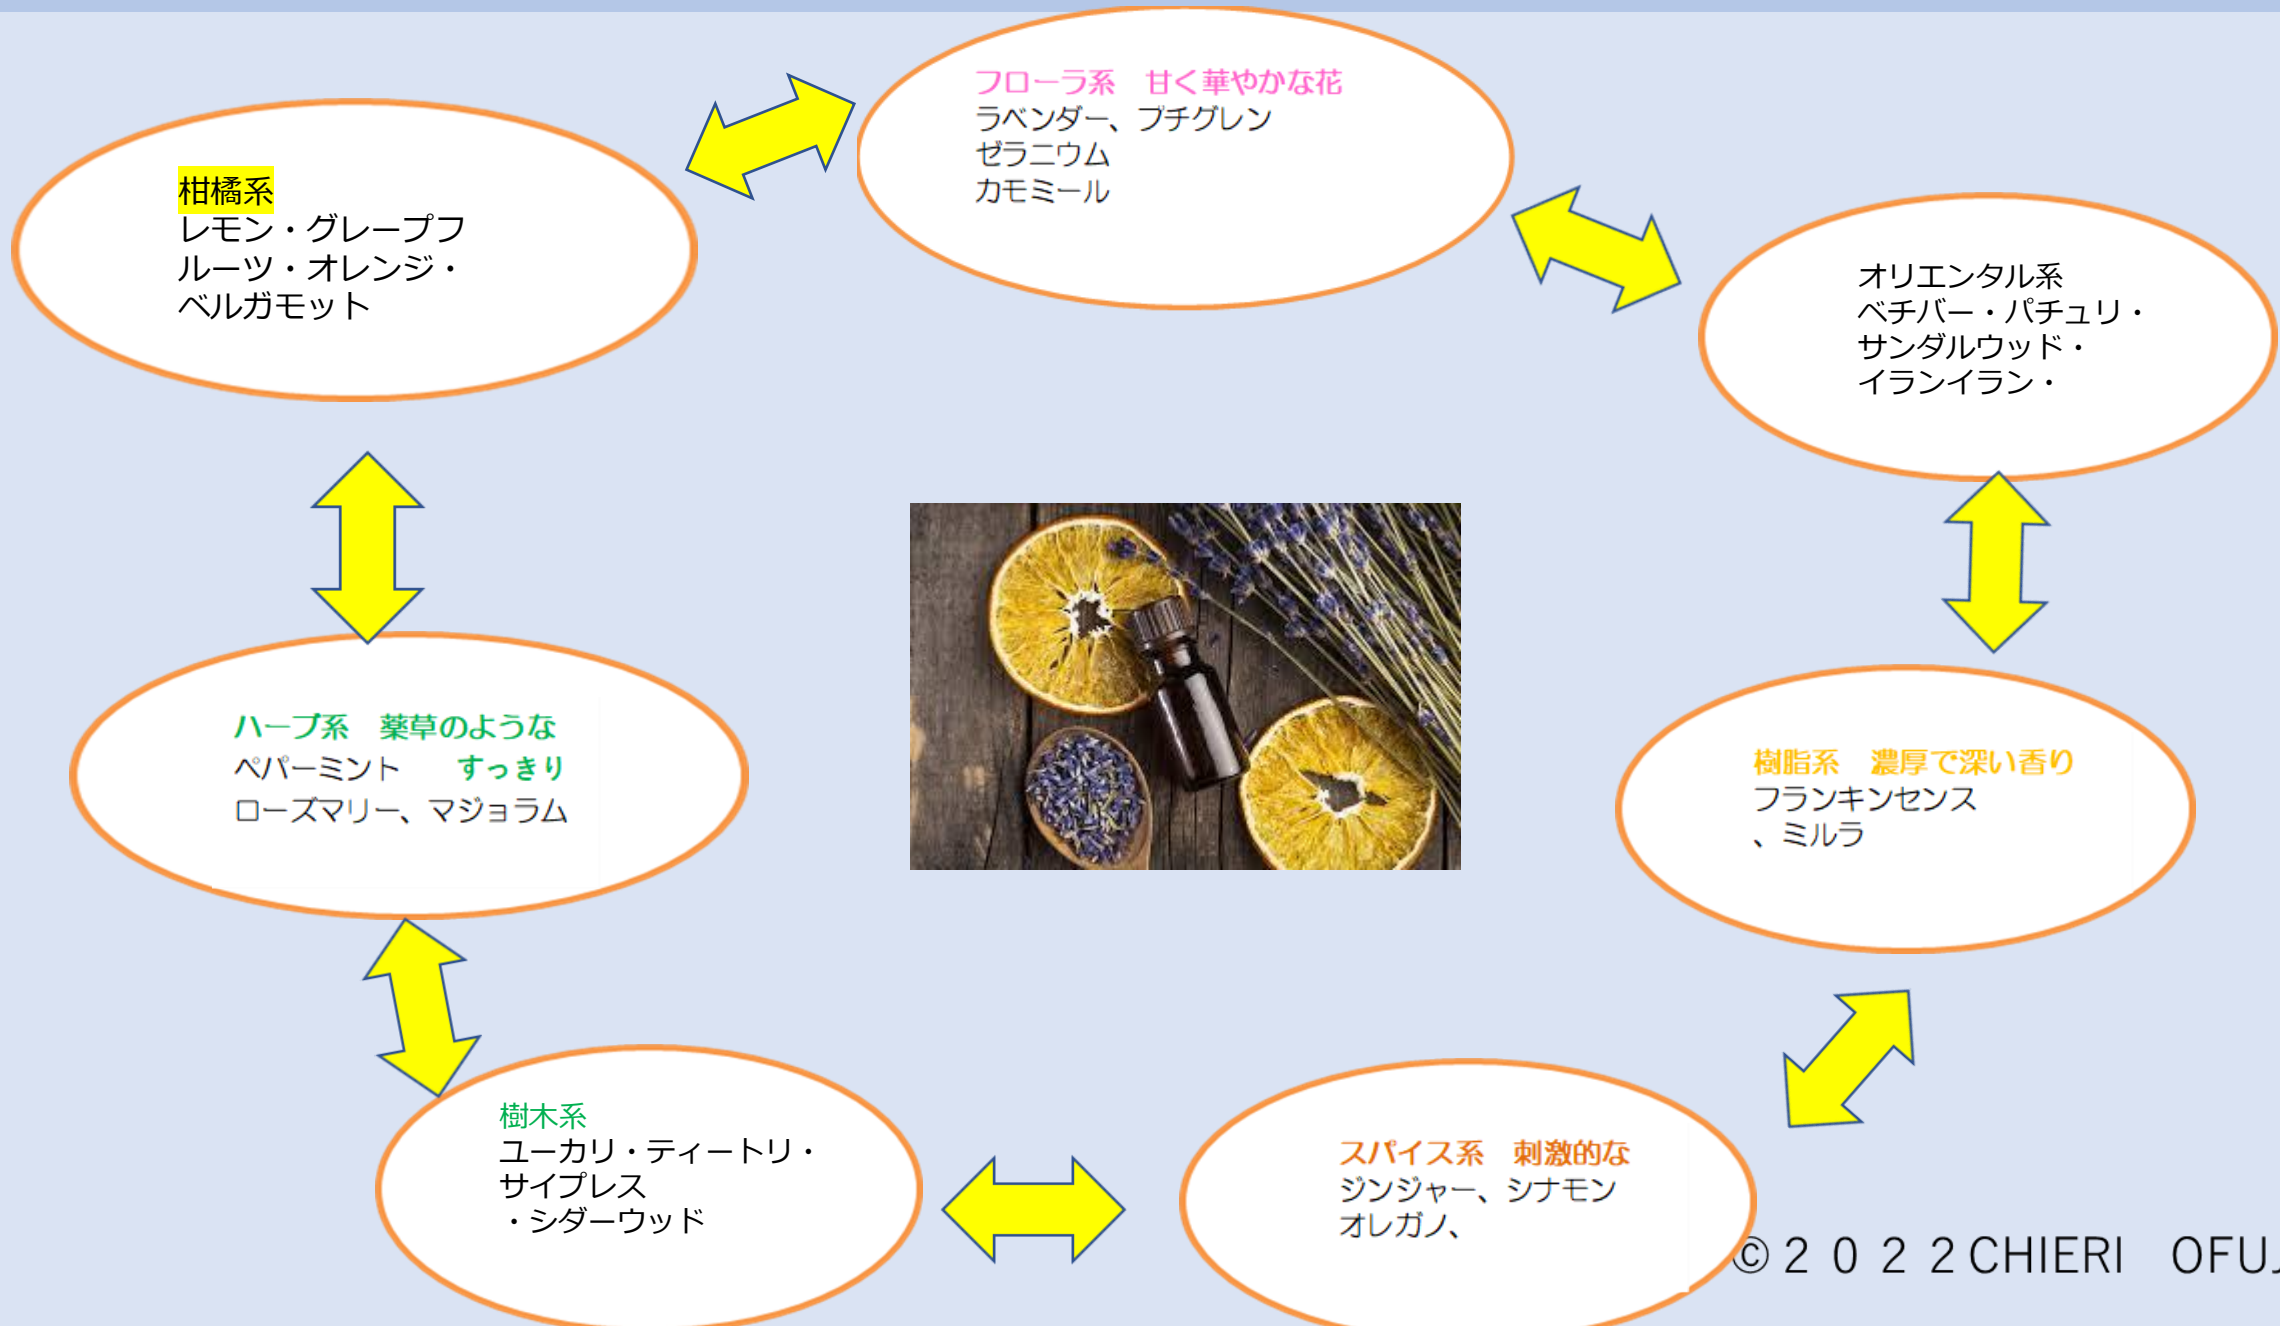 フローラ系　甘く華やかな花
ラベンダー、プチグレン
ゼラニウム
カモミール
柑橘系
レモン・グレープフ
ルーツ・オレンジ・
ベルガモット
オリエンタル系
ベチバー・パチュリ・
サンダルウッド・
イランイラン・
ハーブ系　薬草のような
ペパーミント　　すっきり
ローズマリー、マジョラム
樹脂系　濃厚で深い香り
フランキンセンス
、ミルラ
樹木系
ユーカリ・ティートリ・
サイプレス
・シダーウッド
スパイス系　刺激的な
ジンジャー、シナモン
オレガノ、
©２０２２CHIERI　OFUJ